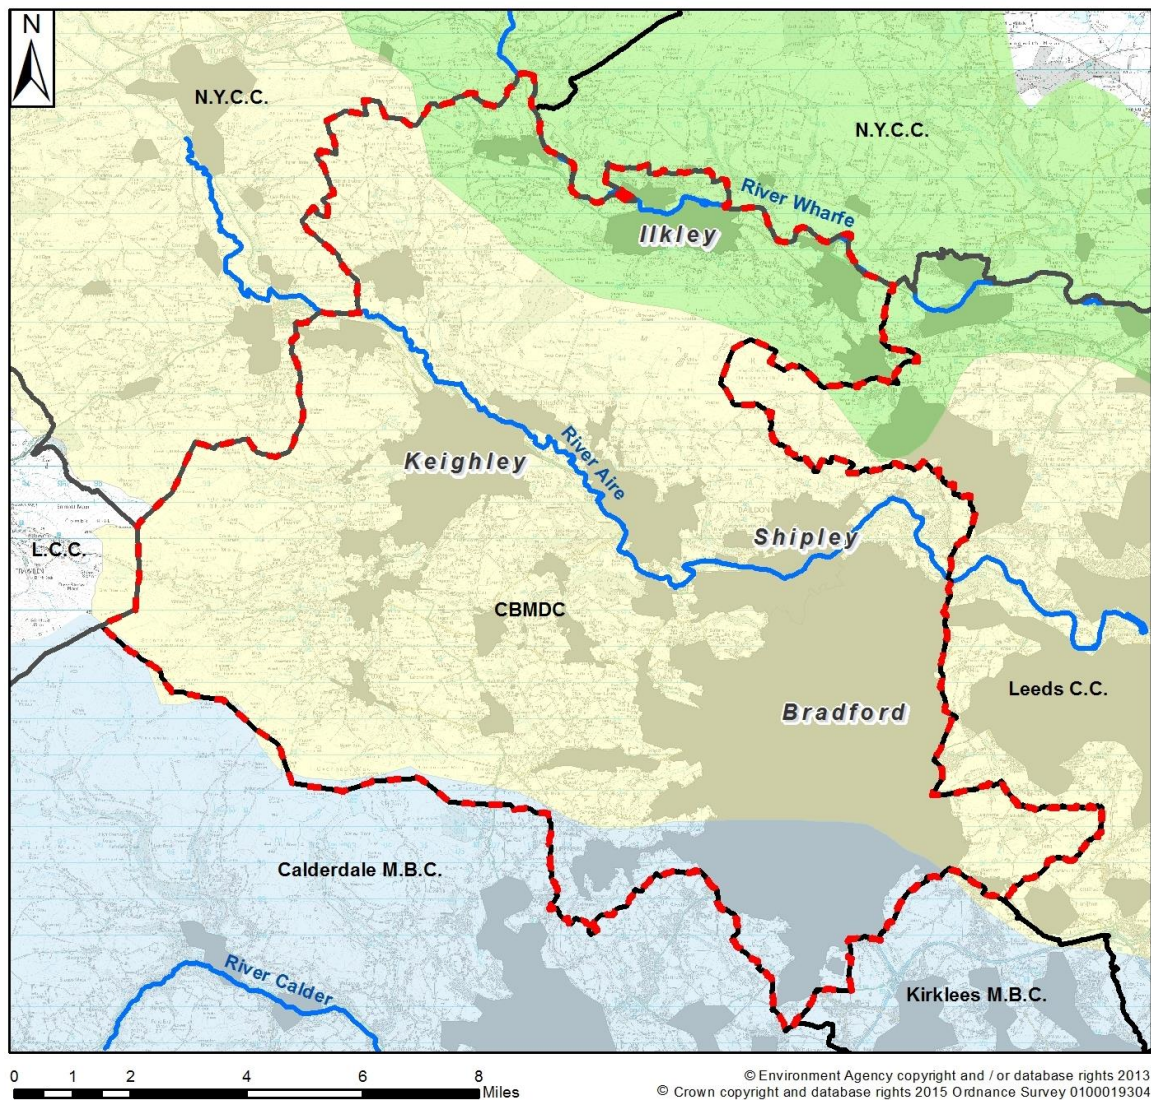 N
N.Y.C.C.
N.Y.C.C.
River Wharfe
Ilkley
River Aire
Keighley
Shipley
L.C.C.
CBMDC
Leeds C.C.
Bradford
Calderdale M.B.C.
River Calder
Kirklees M.B.C.
0 1 2 4 6 8 Miles
© Environment Agency copyright and / or database rights 2013
© Crown copyright and database rights 2015 Ordnance Survey 0100019304